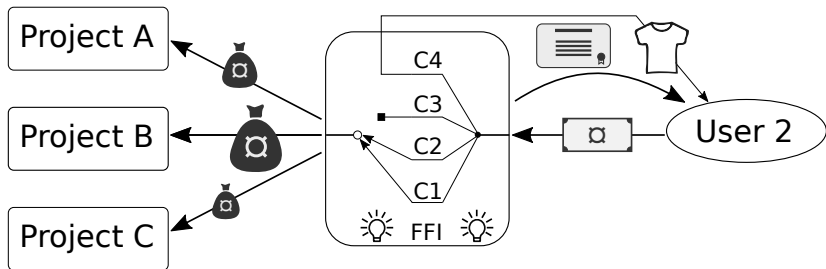 Project A
Project B
Project C
C4
C3
C2
C1
FFI
User 2